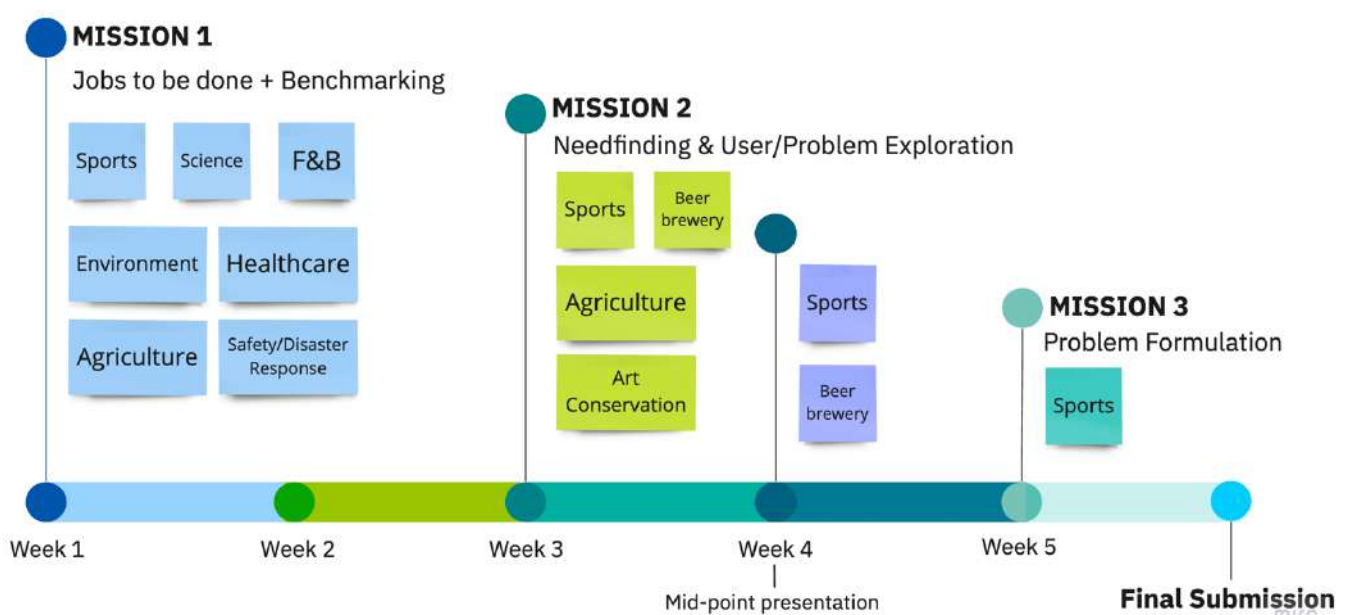 MISSION 1
Jobs to be done + Benchmarking
Sports
Science
F&B
Environment
Healthcare
Agriculture
Safety/Disaster
Response
MISSION 2
Needfinding & User/Problem Exploration
Sports
Beer
brewery
Agriculture
Art
Conservation
Sports
Beer
brewery
MISSION 3
Problem Formulation
Sports
Week 1
Week 2
Week 3
Week 4
Week 5
Mid-point presentation
Final Submission